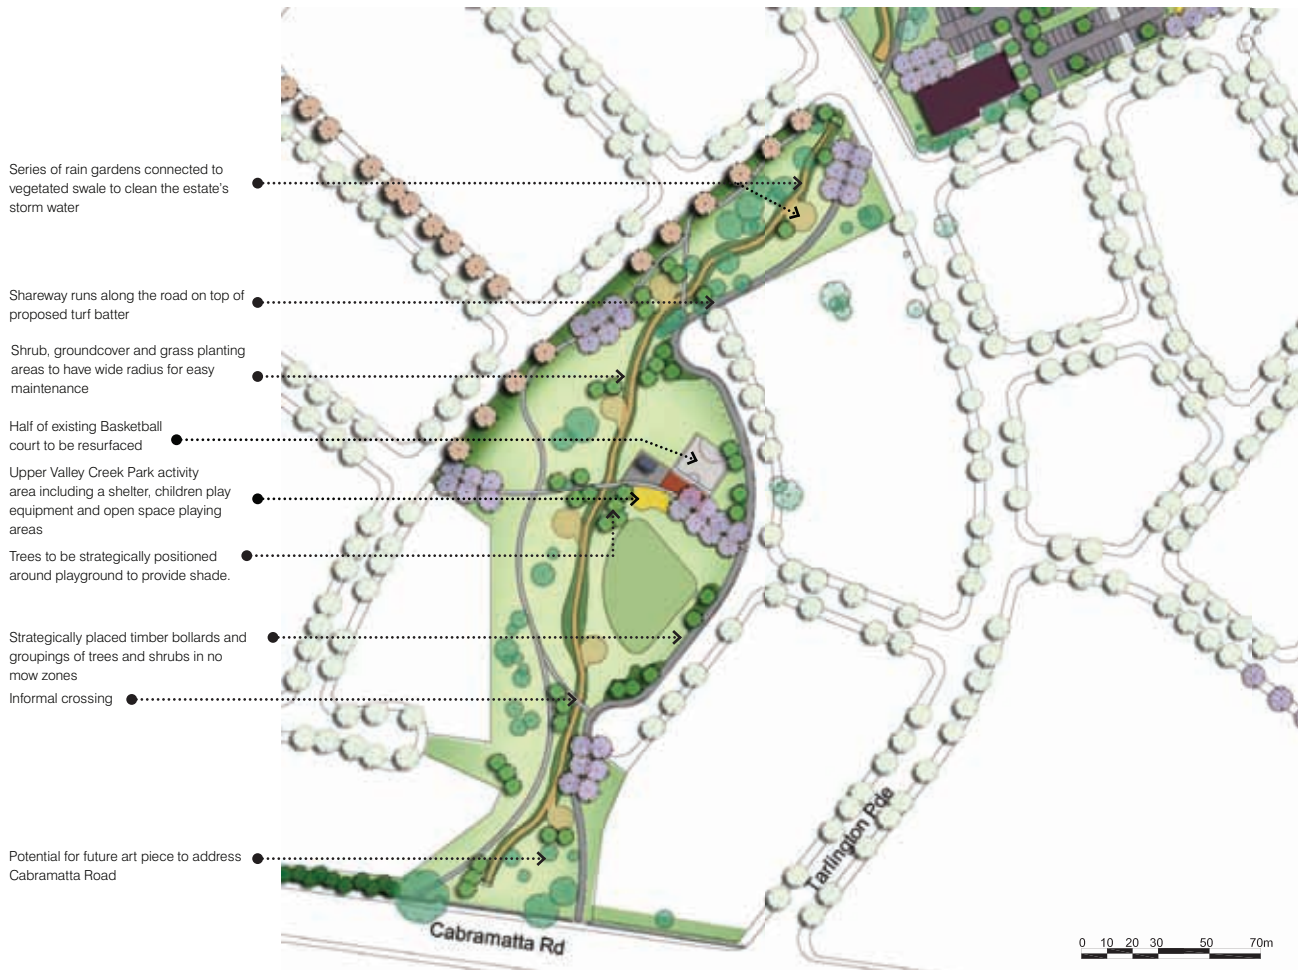 Series of rain gardens connected to
vegetated swale to clean the estate's
storm water
Shareway runs along the road on top of
proposed turf batter
Shrub, groundcover and grass planting
areas to have wide radius for easy
maintenance
Half of existing Basketball
court to be resurfaced
Upper Valley Creek Park activity
area including a shelter, children play
equipment and open space playing
areas
Trees to be strategically positioned
around playground to provide shade.
Strategically placed timber bollards and
groupings of trees and shrubs in no
mow zones
Informal crossing
Potential for future art piece to address
Cabramatta Road
Tarlington Pde
Cabramatta Rd
0 10 20 30 50 70m